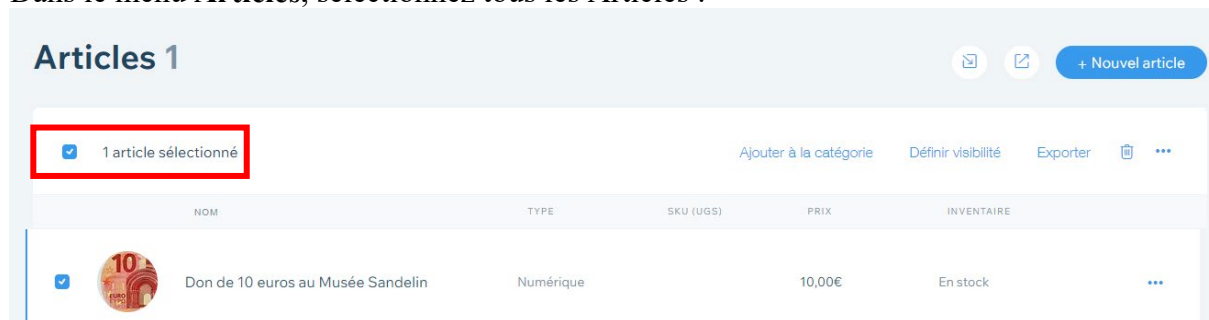 Dans le menu Articles, sélectionnez tous les Articles :
Articles 1
+ Nouvel article
1 article sélectionné
Ajouter à la catégorie Définir visibilité Exporter
NOM TYPE SKU (UGS) PRIX INVENTAIRE
10
EURO
Don de 10 euros au Musée Sandelin Numérique 10,00€ En stock